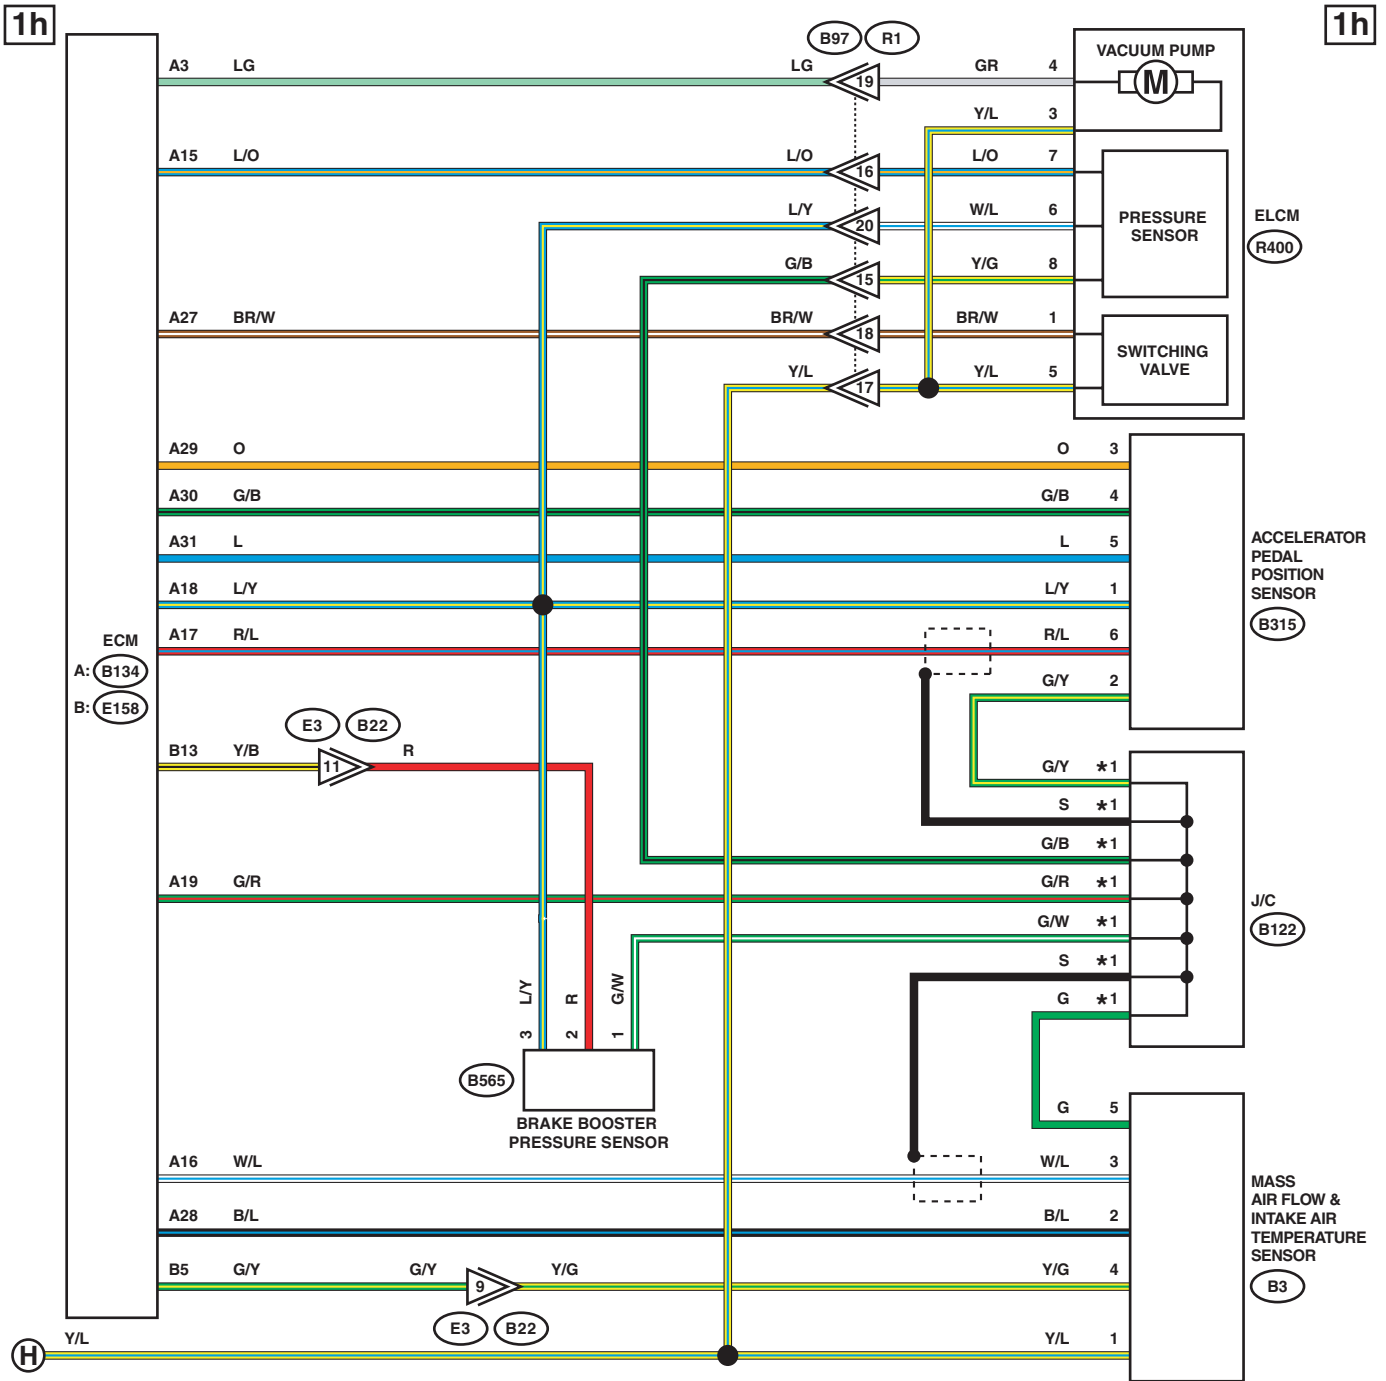 1h
1h
B97 R1
VACUUM PUMP
M
A3 LG LG 19 GR 4
Y/L 3
A15 L/O L/O 16 L/O 7
L/Y 20 W/L 6
PRESSURE
SENSOR
ELCM
R400
G/B 15 Y/G 8
A27 BR/W BR/W 18 BR/W 1
SWITCHING
VALVE
Y/L 17 Y/L 5
A29 O O 3
A30 G/B G/B 4
A31 L L 5
A18 L/Y L/Y 1
A17 R/L R/L 6
G/Y 2
ACCELERATOR
PEDAL
POSITION
SENSOR
B315
ECM
A: B134
B: E158
E3 B22
B13 Y/B 11 R
G/Y *1
S *1
G/B *1
A19 G/R G/R *1
G/W *1
S *1
G *1
J/C
B122
L/Y R G/W
3 2 1
B565
BRAKE BOOSTER
PRESSURE SENSOR
G 5
A16 W/L W/L 3
A28 B/L B/L 2
B5 G/Y G/Y 9 Y/G Y/G 4
E3 B22
MASS
AIR FLOW &
INTAKE AIR
TEMPERATURE
SENSOR
B3
Y/L Y/L 1
H